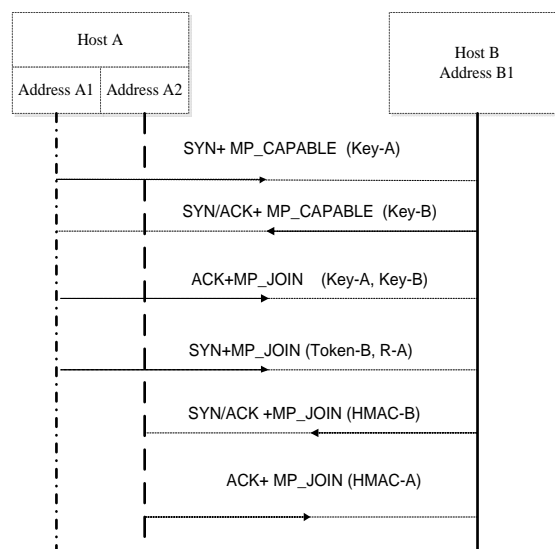 Host A
Host B
Address B1
Address A1
Address A2
SYN+ MP_CAPABLE (Key-A)
SYN/ACK+ MP_CAPABLE (Key-B)
ACK+MP_JOIN (Key-A, Key-B)
SYN+MP_JOIN (Token-B, R-A)
SYN/ACK +MP_JOIN (HMAC-B)
ACK+ MP_JOIN (HMAC-A)